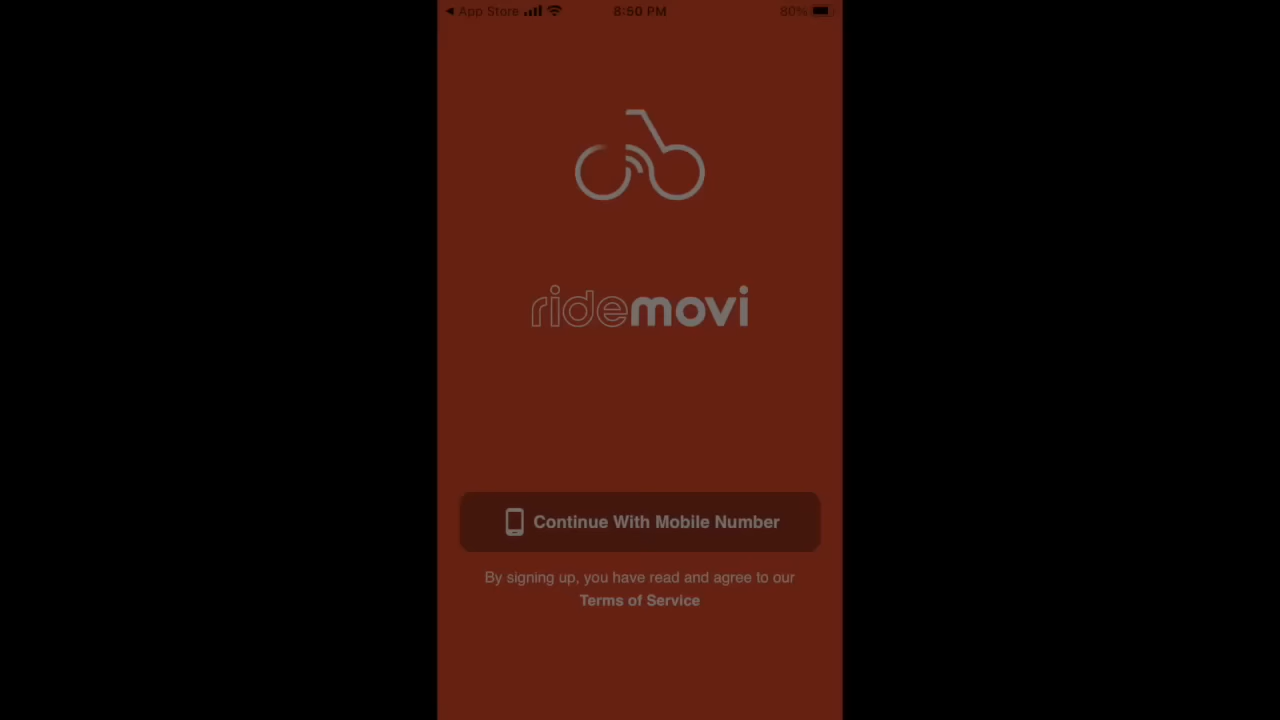 App Store 8:50 PM 80%
ridemovi
Continue With Mobile Number
By signing up, you have read and agree to our
Terms of Service